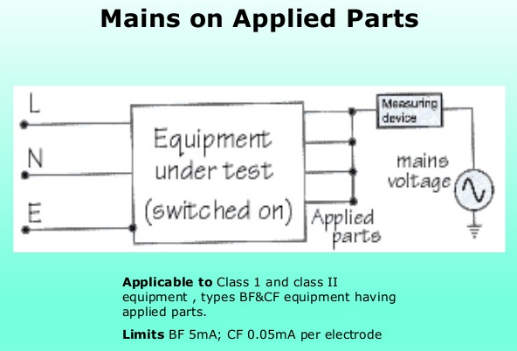 Mains on Applied Parts
L
N
E
Equipment
under test
(switched on)
Applied
parts
Measuring
device
mains
voltage
Applicable to Class 1 and class II
equipment , types BF&CF equipment having
applied parts.
Limits BF 5mA; CF 0.05mA per electrode